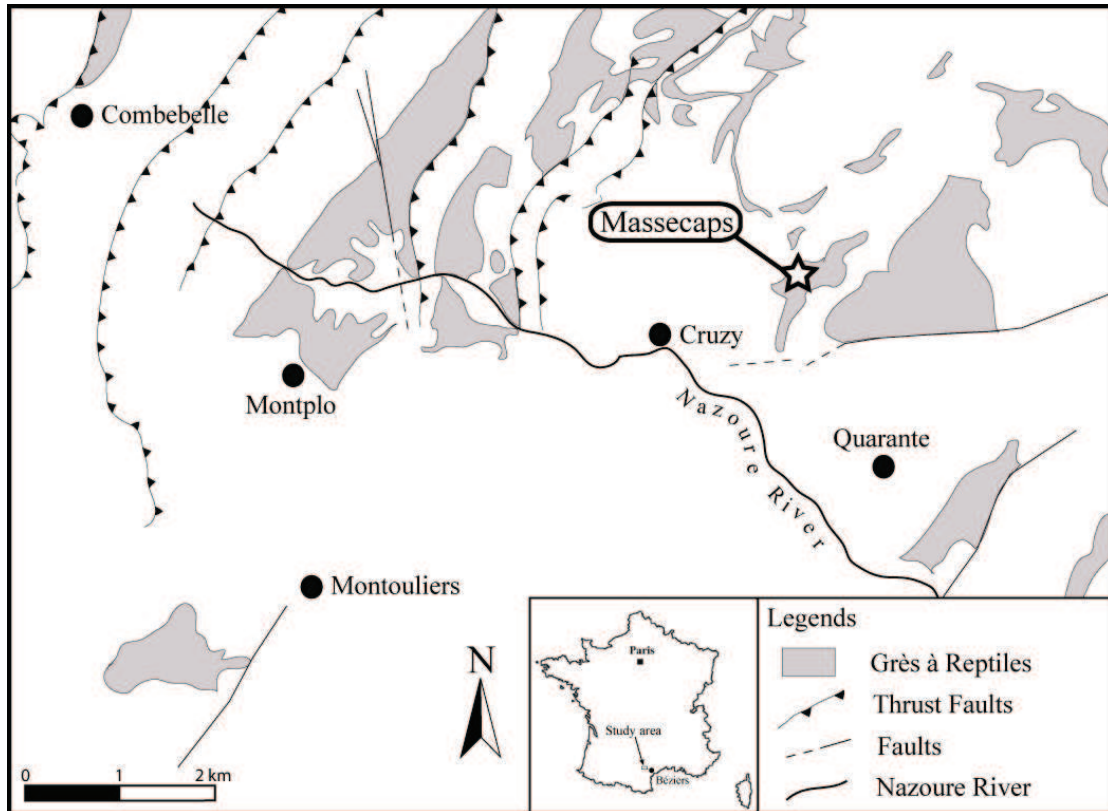 Combebelle
Massecaps
Cruzy
Montplo
Nazoure River
Quarante
Montouliers
N
0 1 2 km
Paris
Study area
Béziers
Legends
Grès à Reptiles
Thrust Faults
Faults
Nazoure River